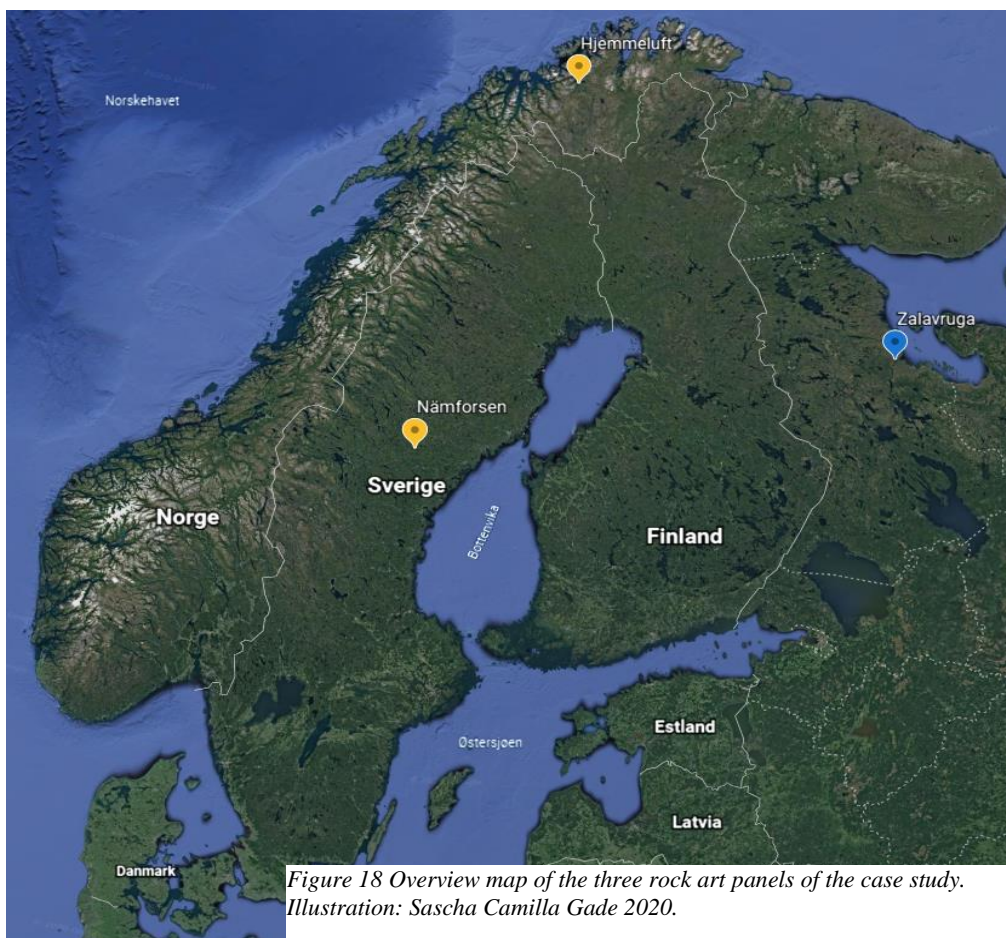 Hjemmeluft
Norskehavet
Zalavruga
Nämforsen
Sverige
Norge
Bottenvika
Finland
Estland
Østersjøen
Latvia
Danmark
Figure 18 Overview map of the three rock art panels of the case study.
Illustration: Sascha Camilla Gade 2020.